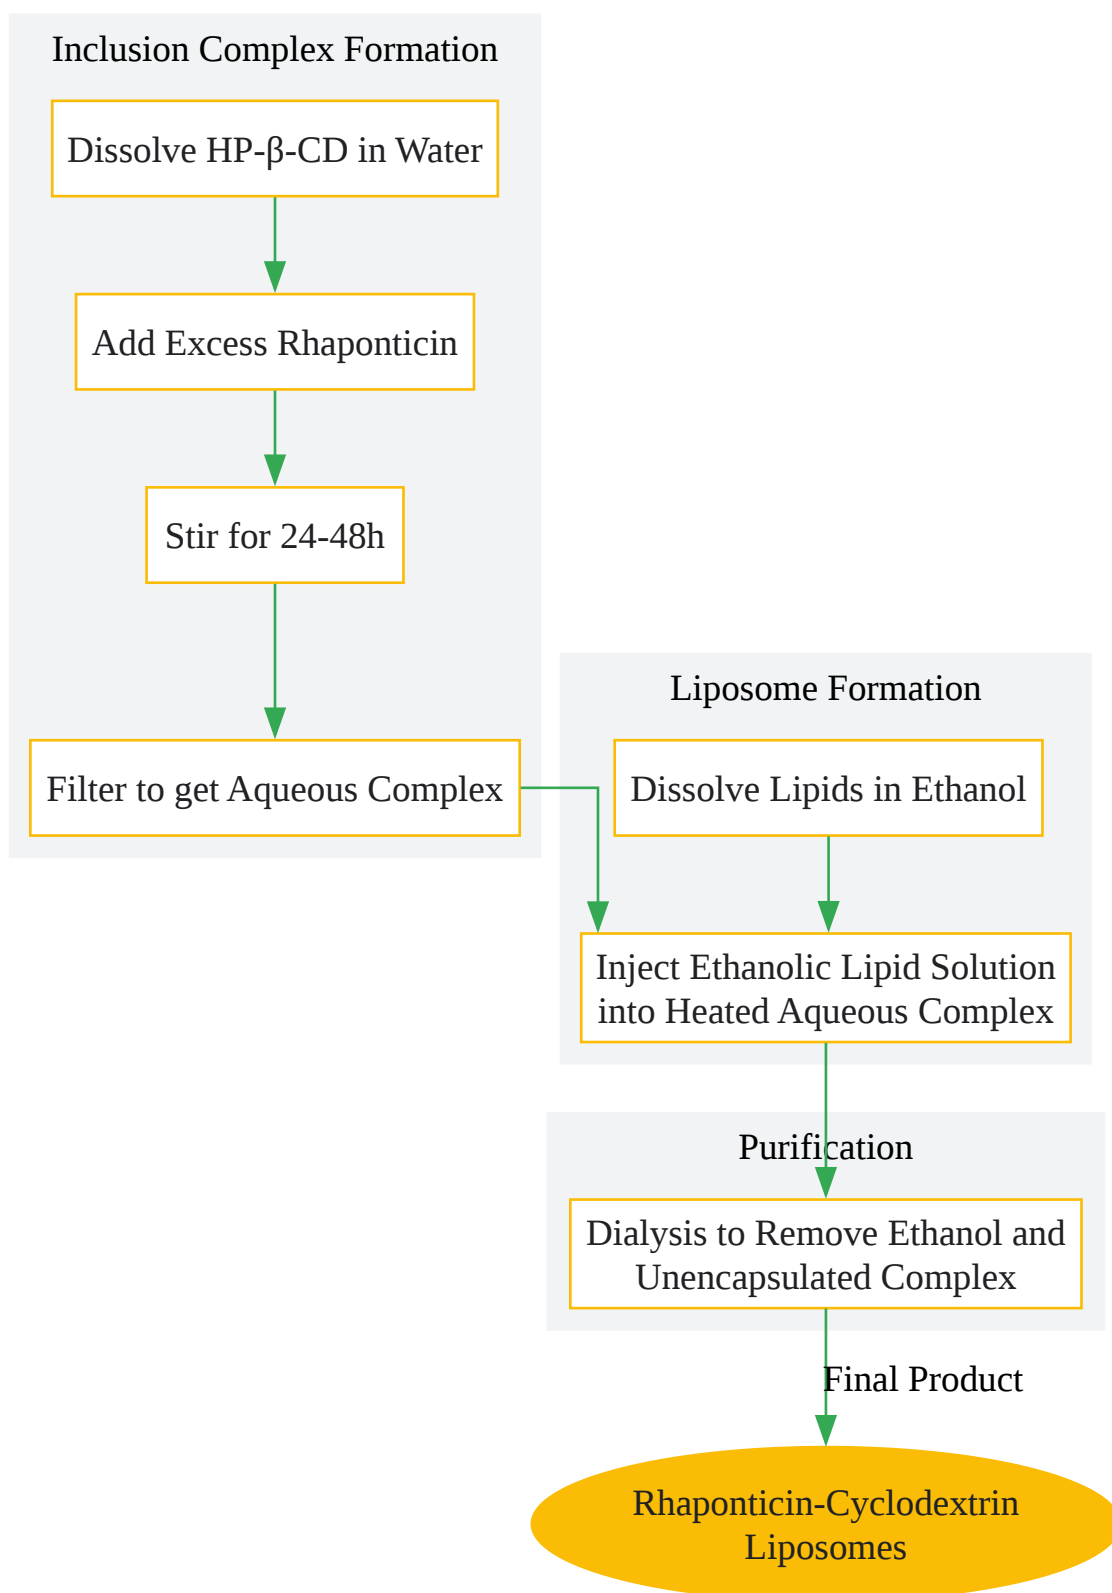 Inclusion Complex Formation
Dissolve HP-β-CD in Water
Add Excess Rhaponticin
Stir for 24-48h
Filter to get Aqueous Complex
Liposome Formation
Dissolve Lipids in Ethanol
Inject Ethanolic Lipid Solution
into Heated Aqueous Complex
Purification
Dialysis to Remove Ethanol and
Unencapsulated Complex
Final Product
Rhaponticin-Cyclodextrin
Liposomes